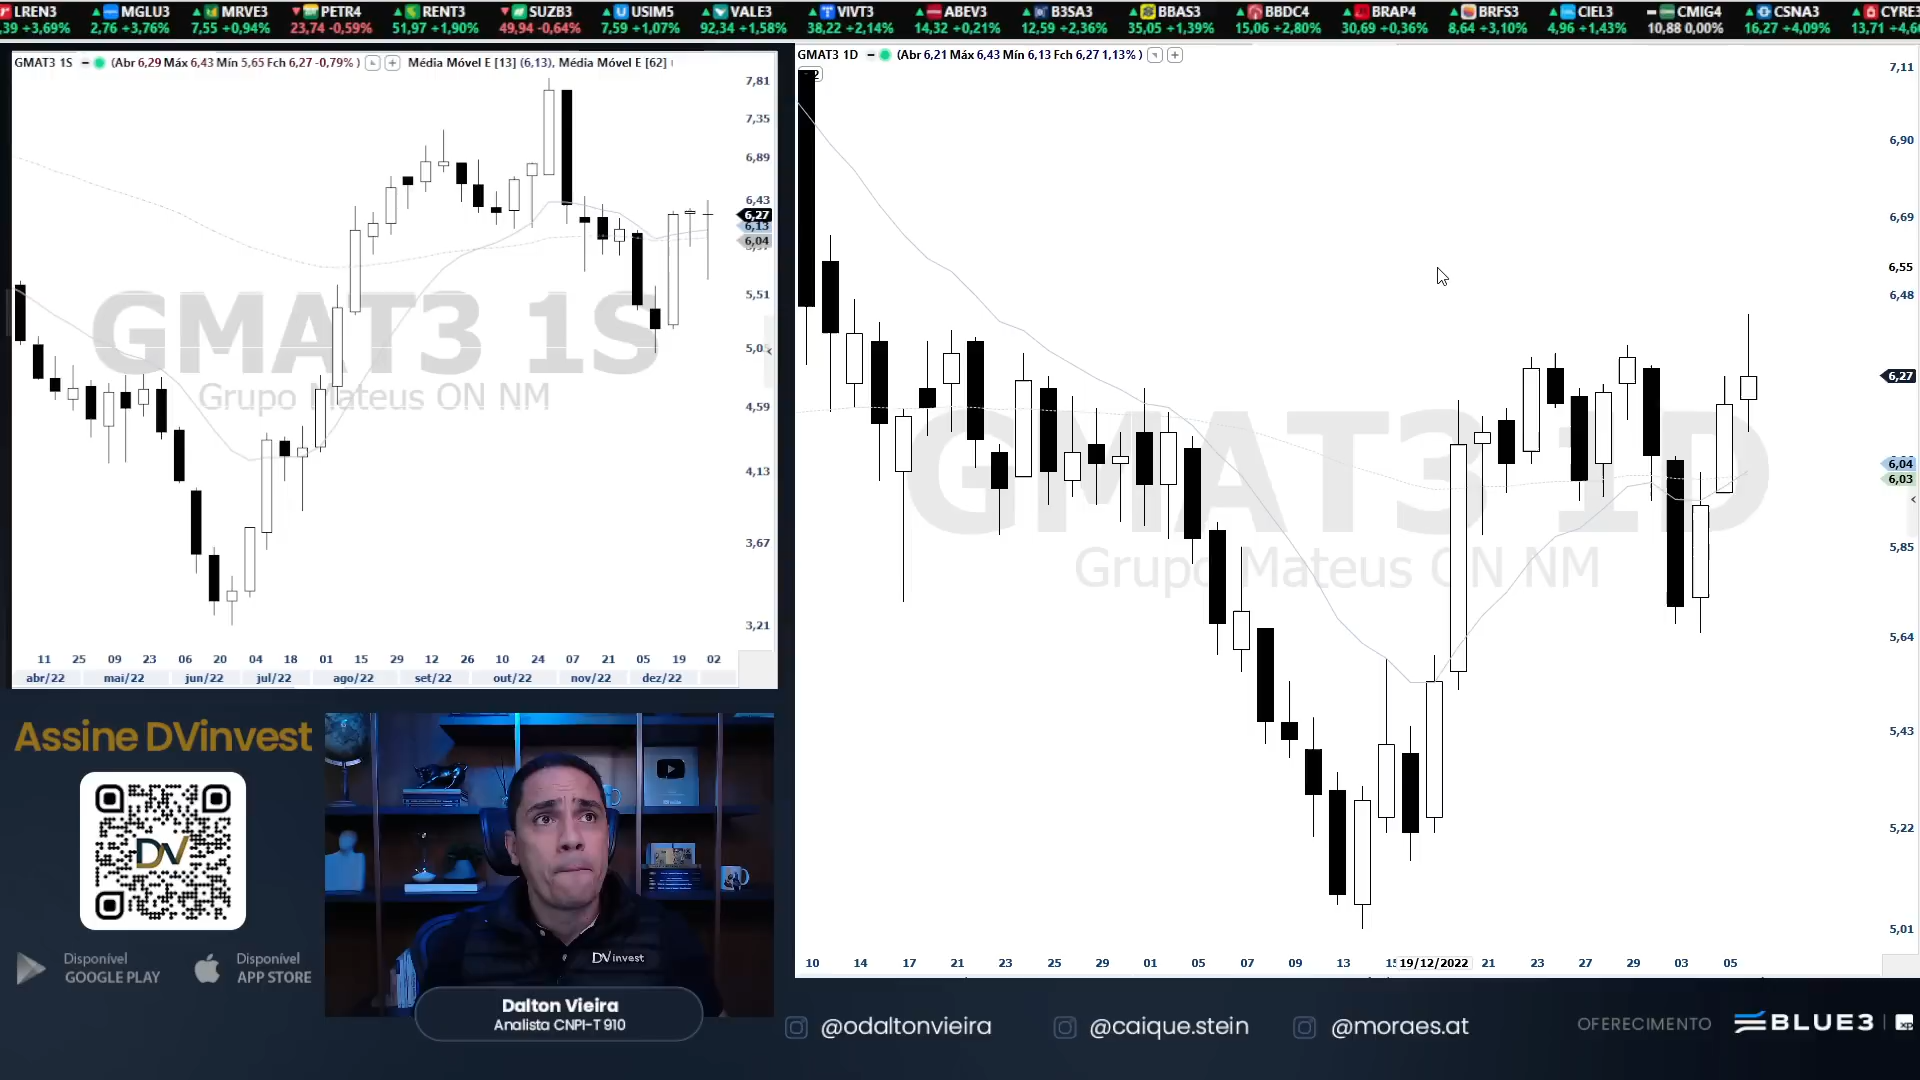 LREN3 MGLU3 MRVE3 PETR4 RENT3 SUZB3 USIM5 VALE3 VIVT3 ABEV3 B3SA3 BBAS3 BBDC4 BRAP4 BRFS3 CIEL3 CMIG4 CSNA3 CYRE3
,39 +3,69% 2,76 +3,76% 7,55 +0,94% 23,74 -0,59% 51,97 +1,90% 49,94 -0,64% 7,59 +1,07% 92,34 +1,58% 38,22 +2,14% 14,32 +0,21% 12,59 +2,36% 35,05 +1,39% 15,06 +2,80% 30,69 +0,36% 8,64 +3,10% 4,96 +1,43% 10,88 0,00% 16,27 +4,09% 13,71
GMAT3 1S (Abr 6,29 Máx 6,43 Mín 5,65 Fch 6,27 -0,79% ) Média Móvel E [13] (6,13), Média Móvel E [62]
7,81
7,35
6,89
6,43
6,27
6,13
6,04
5,51
4,59
4,13
3,67
3,21
GMAT3 1S
Grupo Mateus ON NM
11 25 09 23 06 20 04 18 01 15 29 12 26 10 24 07 21 05 19 02
abr/22 mai/22 jun/22 jul/22 ago/22 set/22 out/22 nov/22 dez/22
GMAT3 1D (Abr 6,21 Máx 6,43 Mín 6,13 Fch 6,27 1,13% )
7,11
6,90
6,69
6,55
6,48
6,27
6,04
6,03
5,85
5,64
5,43
5,22
5,01
GMAT3 1D
Grupo Mateus ON NM
10 14 17 21 23 25 29 01 05 07 09 13 19/12/2022 21 23 27 29 03 05
Assine DVinvest
DV
Disponível
GOOGLE PLAY
Disponível
APP STORE
DVinvest
Dalton Vieira
Analista CNPI-T 910
@odaltonvieira
@caique.stein
@moraes.at
OFERECIMENTO
BLUE3
xp